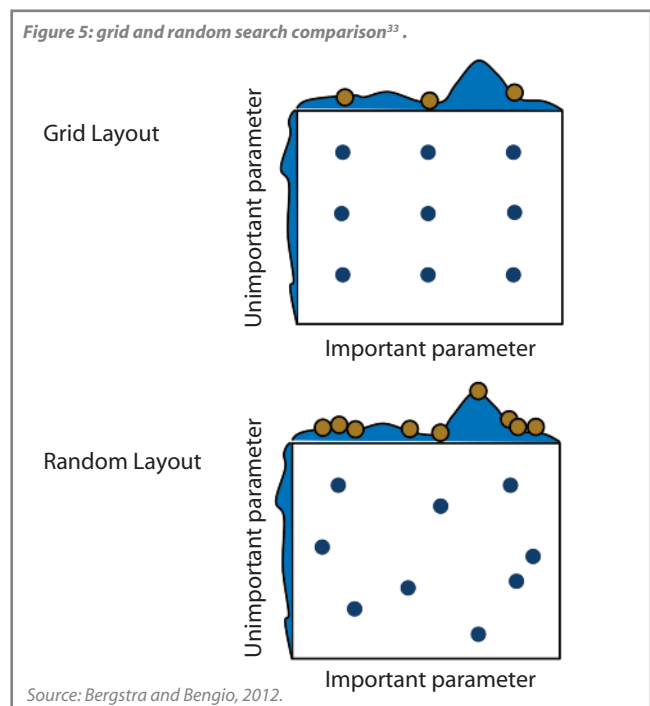 Figure 5: grid and random search comparison³³ .
Grid Layout
Unimportant parameter
Important parameter
Random Layout
Unimportant parameter
Important parameter
Source: Bergstra and Bengio, 2012.